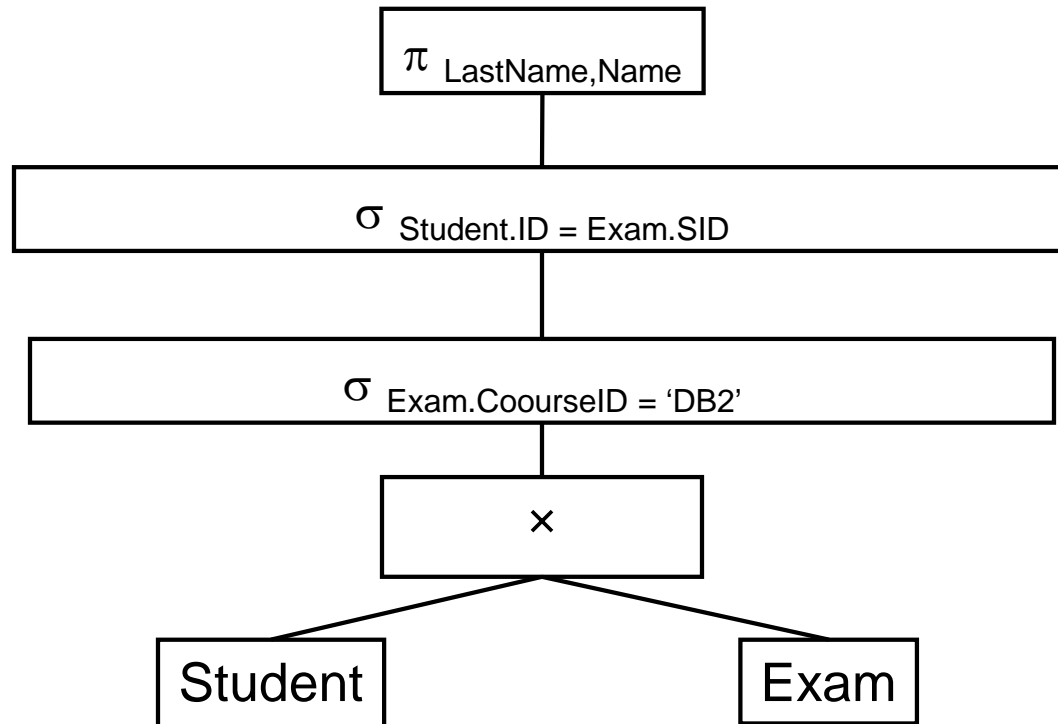 π LastName,Name
σ Student.ID = Exam.SID
σ Exam.CoourseID = ‘DB2’
×
Student
Exam